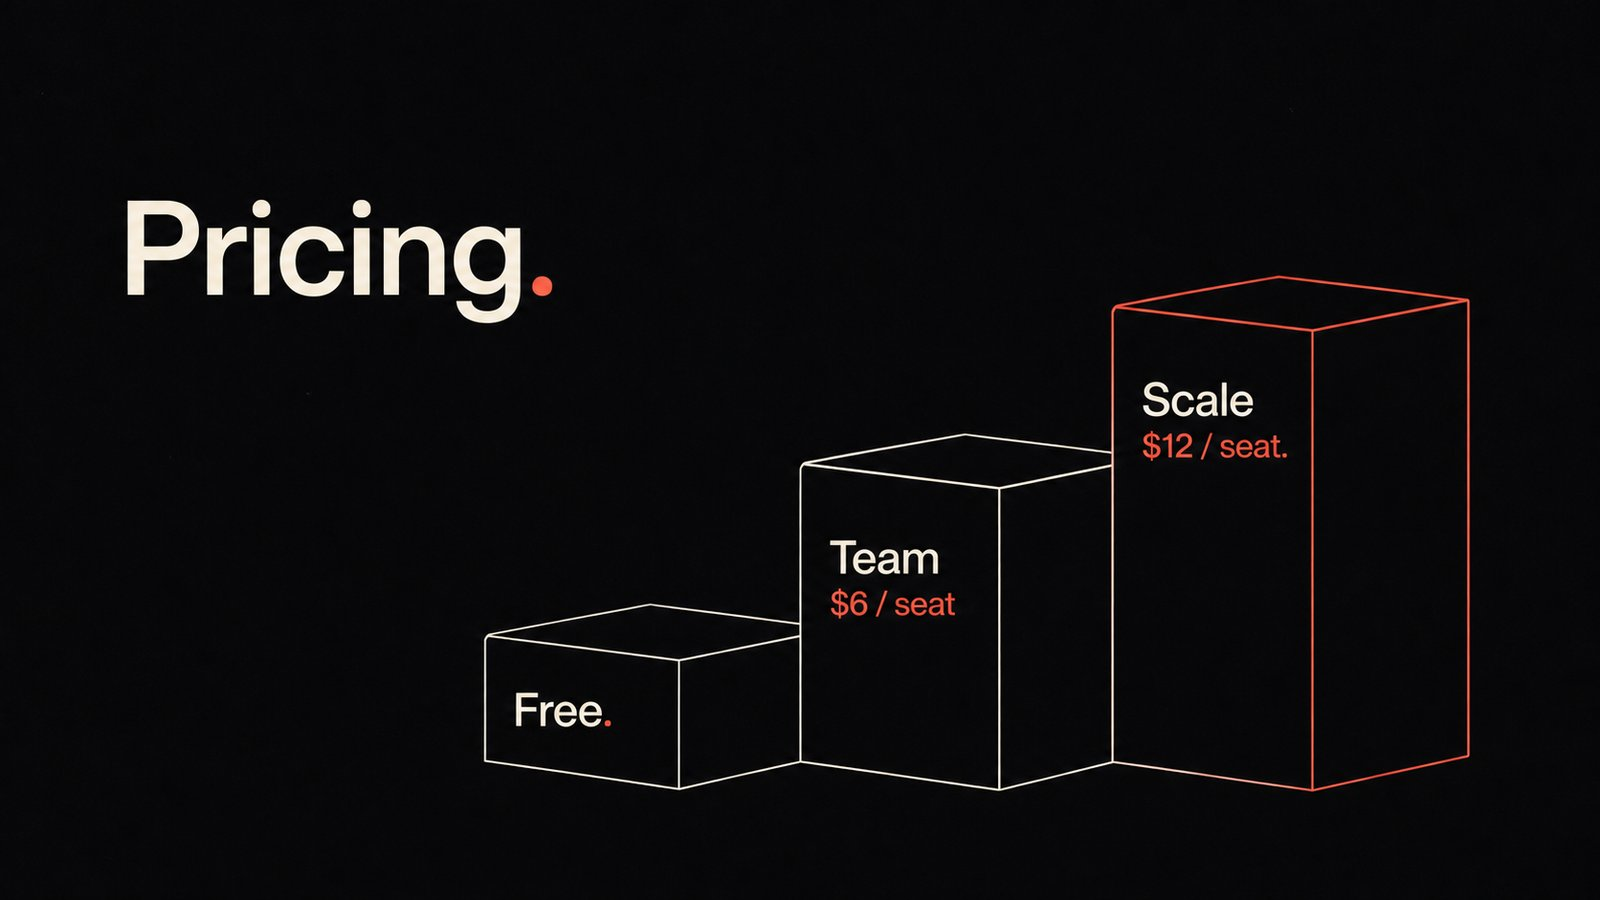 Pricing.
Free.
Team
$6 / seat
Scale
$12 / seat.